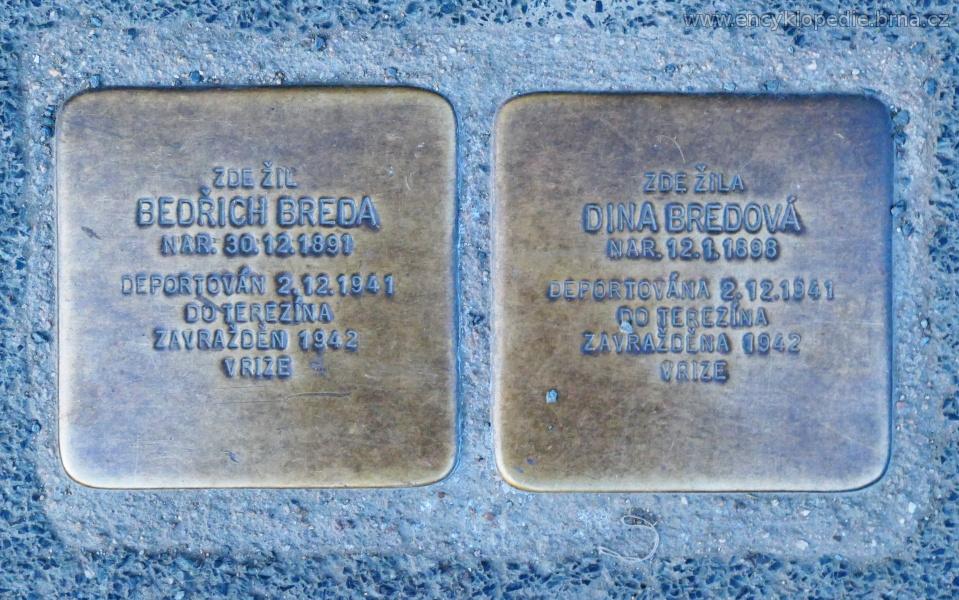 www.encyklopedie.brna.cz
ZDE ŽIL
BEDŘICH BREDA
NAR. 30.12.1891
DEPORTOVÁN 2.12.1941
DO TEREZÍNA
ZAVRAŽDĚN 1942
V RIZE
ZDE ŽILA
DINA BREDOVÁ
NAR. 12.1.1898
DEPORTOVÁNA 2.12.1941
DO TEREZÍNA
ZAVRAŽDĚNA 1942
V RIZE